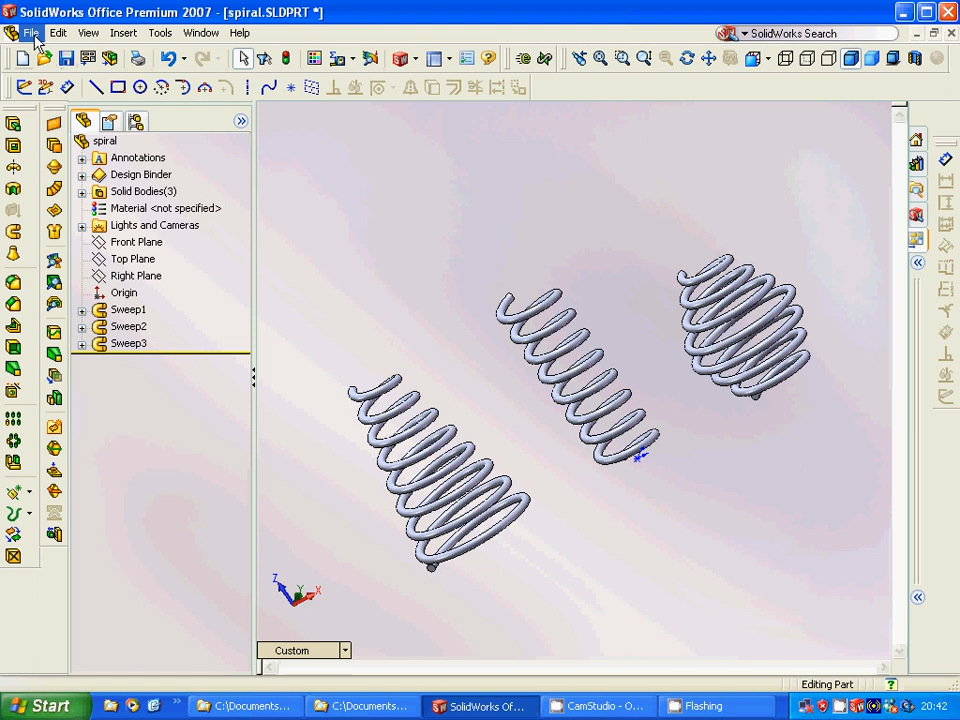 SolidWorks Office Premium 2007 - [spiral.SLDPRT *]
File Edit View Insert Tools Window Help
SolidWorks Search
spiral
Annotations
Design Binder
Solid Bodies(3)
Material <not specified>
Lights and Cameras
Front Plane
Top Plane
Right Plane
Origin
Sweep1
Sweep2
Sweep3
Z
Y
X
Custom
Editing Part
Start
C:\Documents...
C:\Documents...
SolidWorks Of...
CamStudio - O...
Flashing
20:42